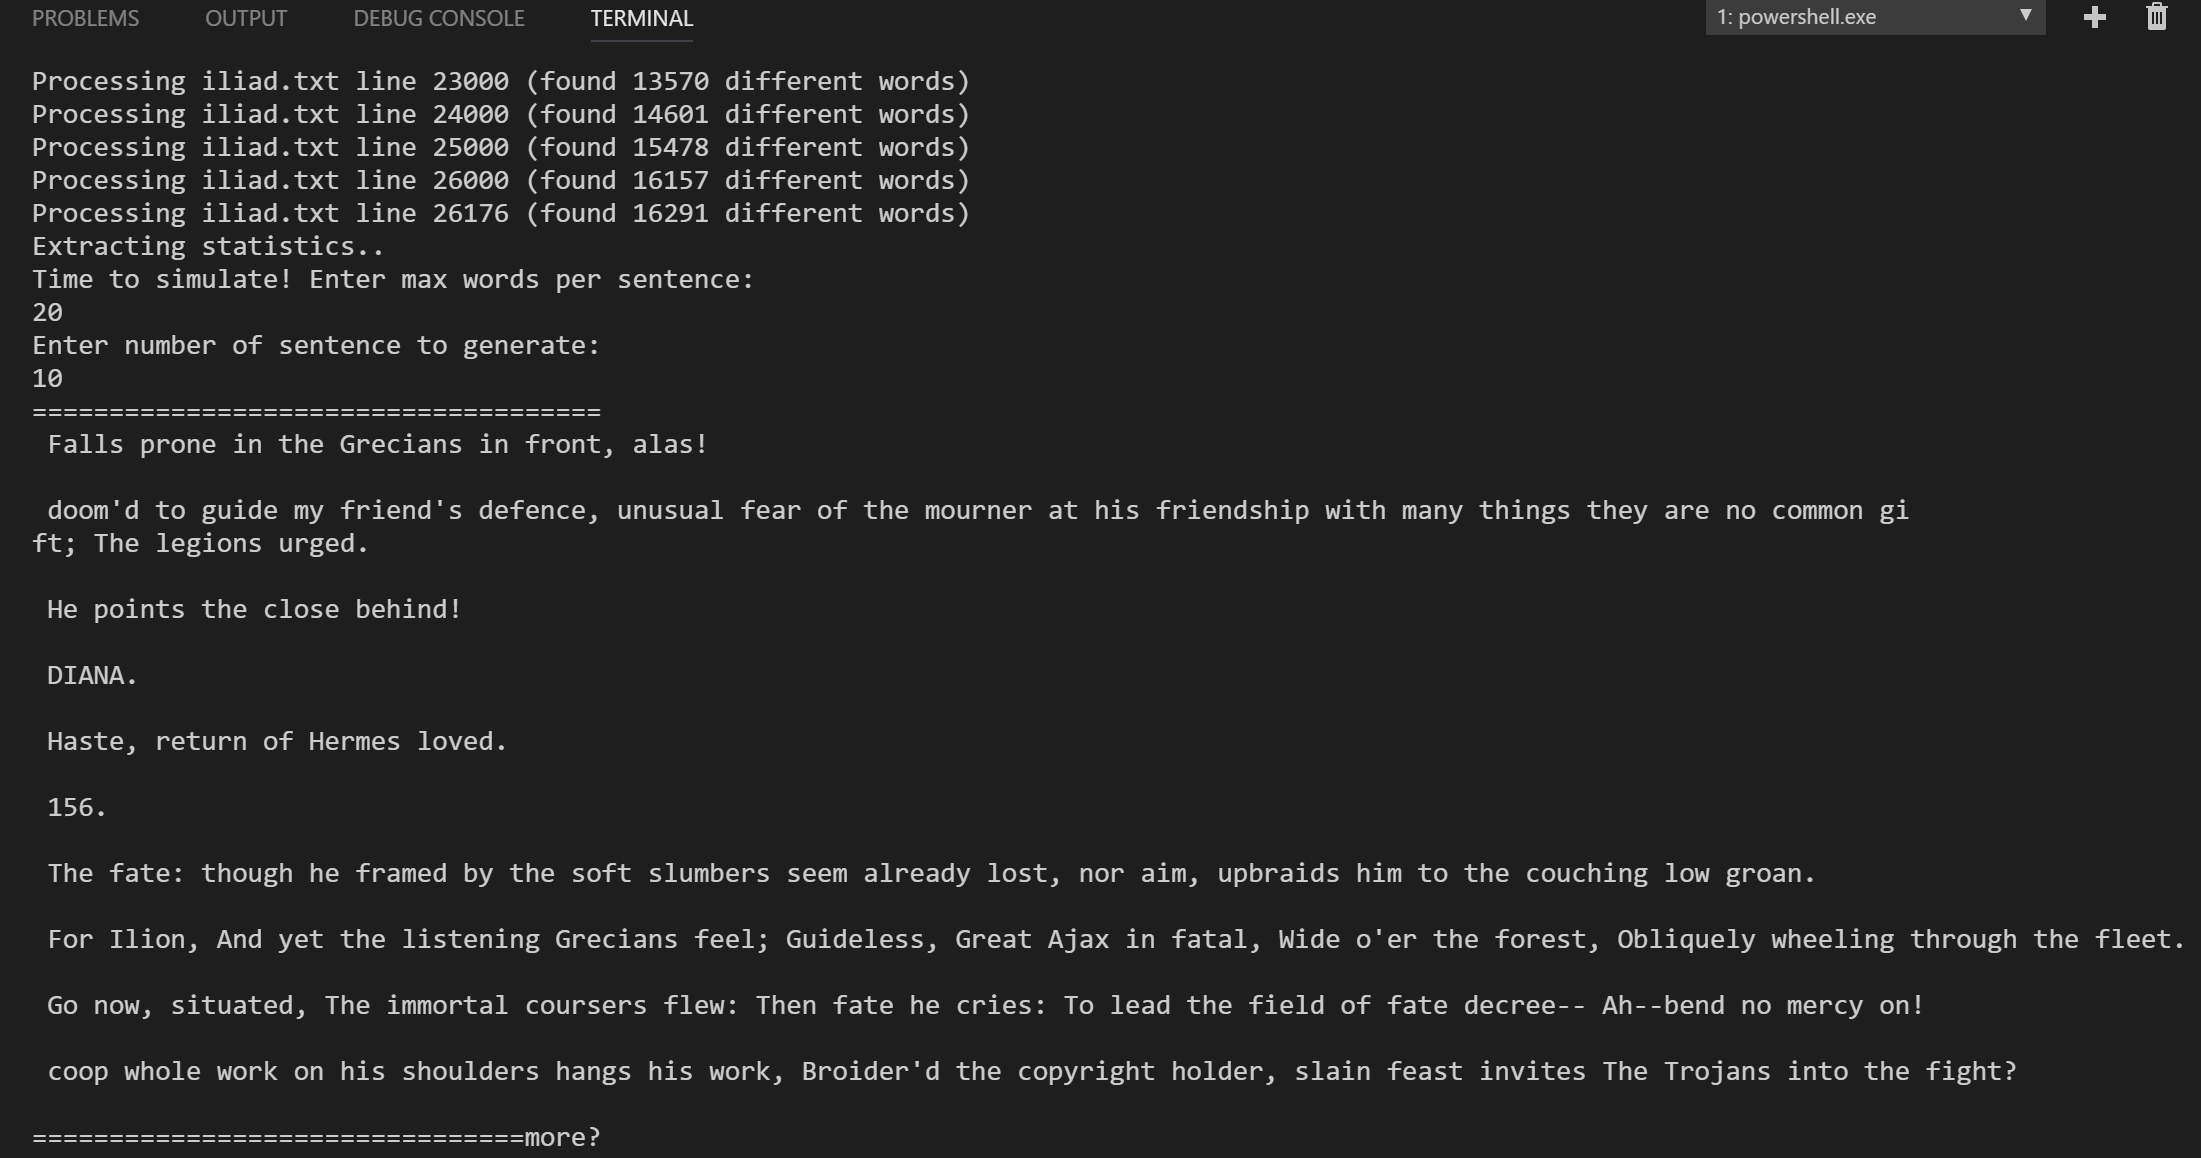 PROBLEMS OUTPUT DEBUG CONSOLE TERMINAL 1: powershell.exe
Processing iliad.txt line 23000 (found 13570 different words)
Processing iliad.txt line 24000 (found 14601 different words)
Processing iliad.txt line 25000 (found 15478 different words)
Processing iliad.txt line 26000 (found 16157 different words)
Processing iliad.txt line 26176 (found 16291 different words)
Extracting statistics..
Time to simulate! Enter max words per sentence:
20
Enter number of sentence to generate:
10
=====================================
Falls prone in the Grecians in front, alas!
doom'd to guide my friend's defence, unusual fear of the mourner at his friendship with many things they are no common gi
ft; The legions urged.
He points the close behind!
DIANA.
Haste, return of Hermes loved.
156.
The fate: though he framed by the soft slumbers seem already lost, nor aim, upbraids him to the couching low groan.
For Ilion, And yet the listening Grecians feel; Guideless, Great Ajax in fatal, Wide o'er the forest, Obliquely wheeling through the fleet.
Go now, situated, The immortal coursers flew: Then fate he cries: To lead the field of fate decree-- Ah--bend no mercy on!
coop whole work on his shoulders hangs his work, Broider'd the copyright holder, slain feast invites The Trojans into the fight?
================================more?